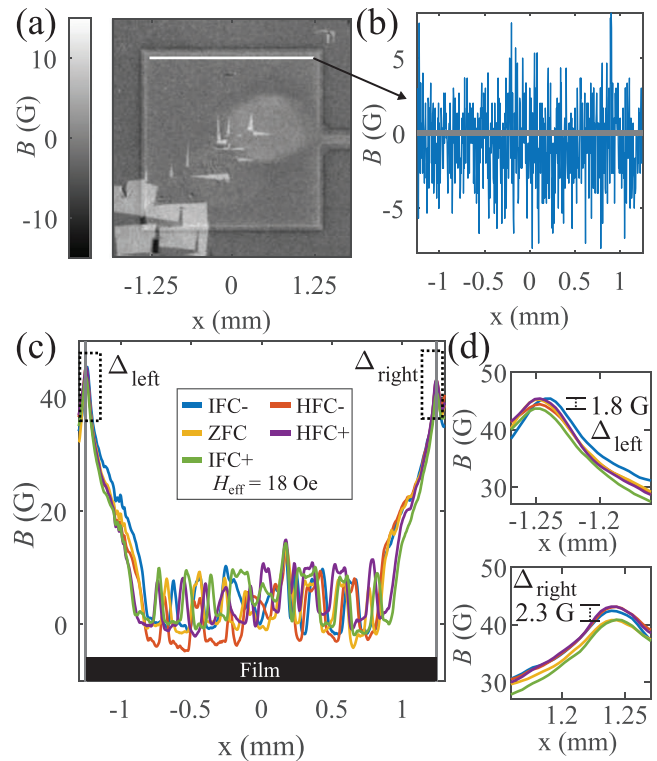 (a)
10
0
-10
B (G)
-1.25
0
1.25
x (mm)
(b)
5
0
-5
B (G)
-1
-0.5
0
0.5
1
x (mm)
(c)
Δleft
Δright
IFC-
HFC-
ZFC
HFC+
IFC+
Heff = 18 Oe
40
20
0
B (G)
Film
-1
-0.5
0
0.5
1
x (mm)
(d)
50
40
30
B (G)
1.8 G
Δleft
-1.25
-1.2
x (mm)
50
40
30
B (G)
Δright
2.3 G
1.2
1.25
x (mm)